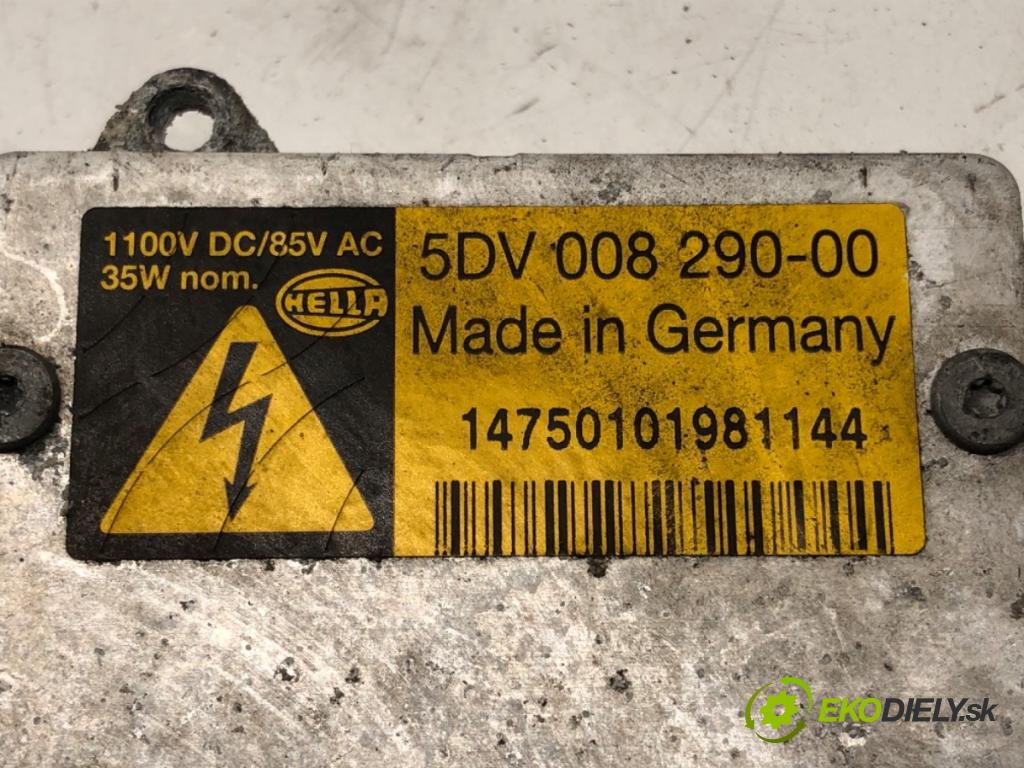 1100V DC/85V AC
35W nom.
HELLA
5DV 008 290-00
Made in Germany
14750101981144
EKODIELY.sk